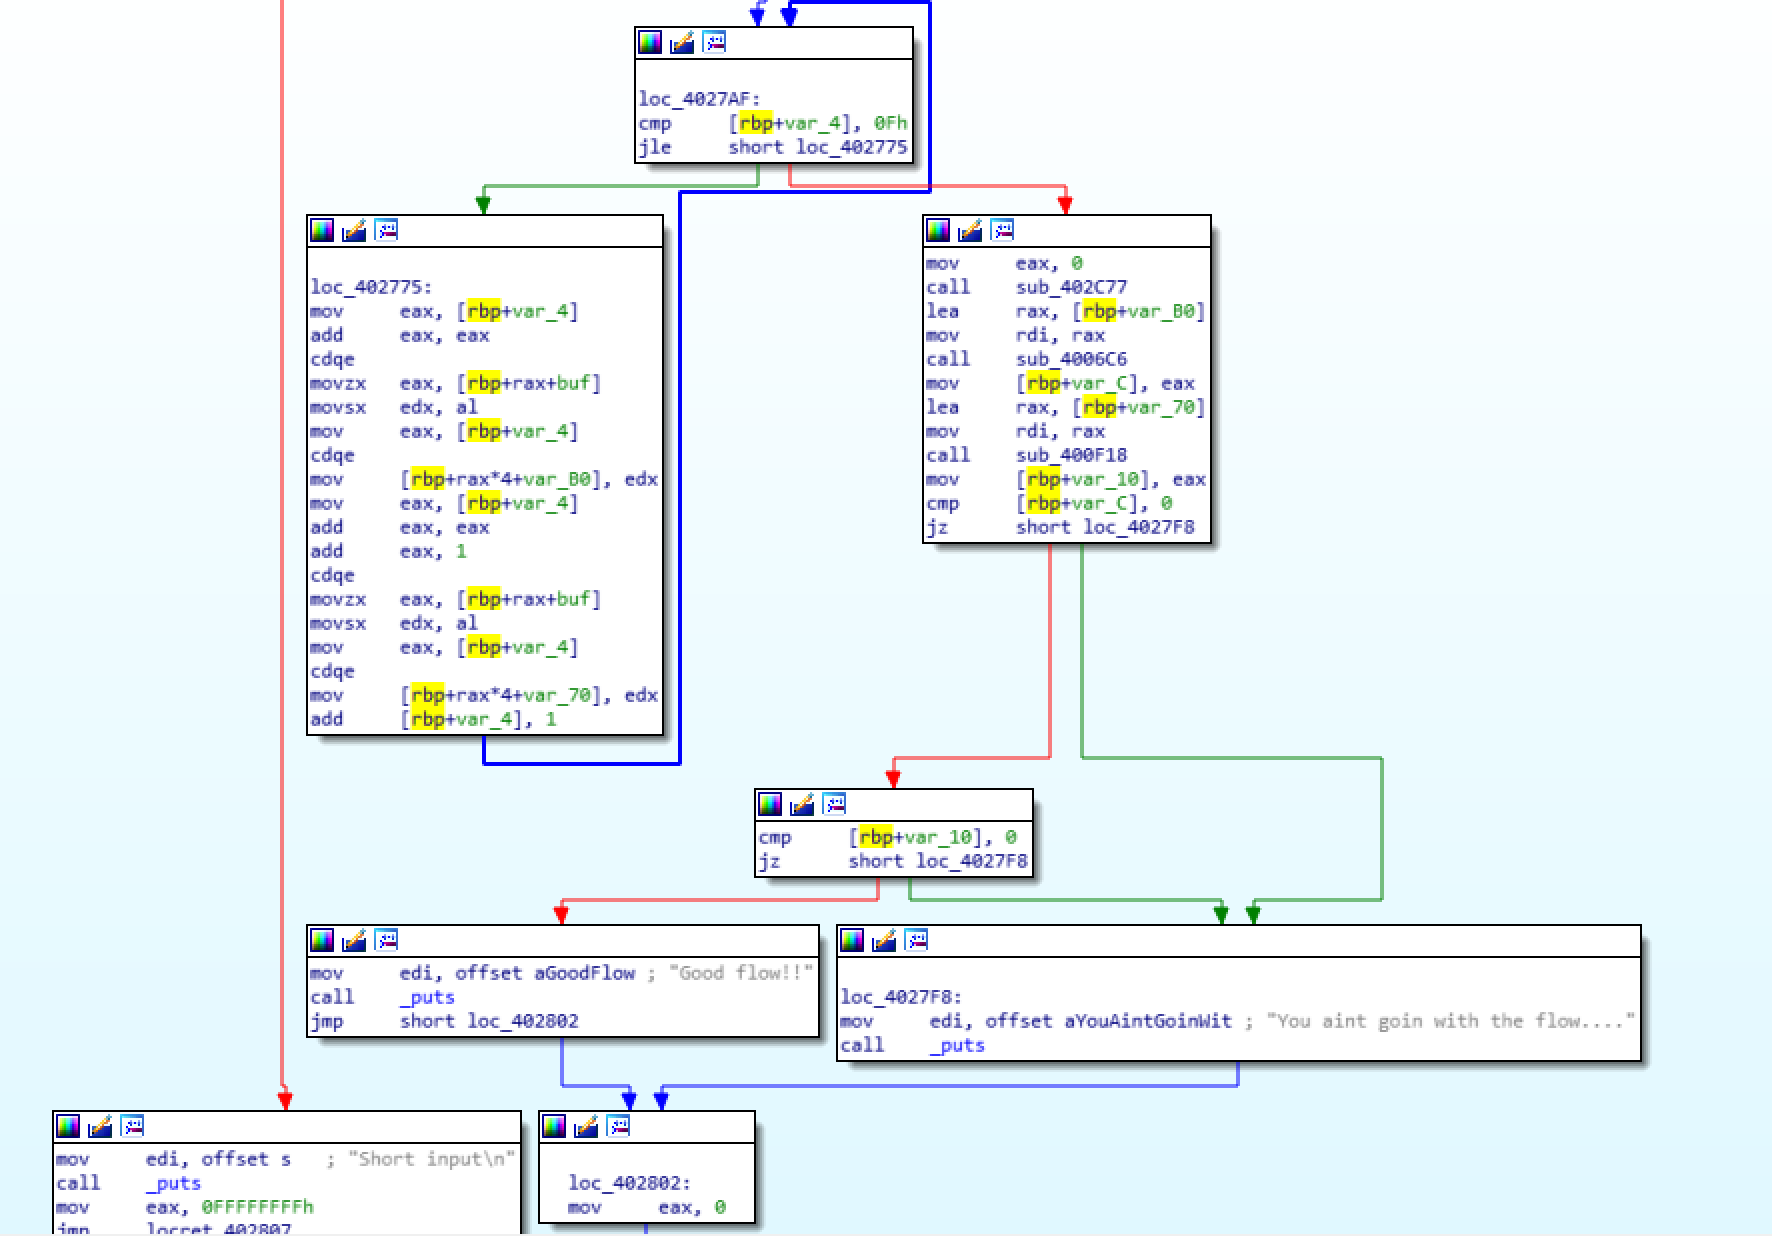 loc_4027AF:
cmp [rbp+var_4], 0Fh
jle short loc_402775
loc_402775:
mov eax, [rbp+var_4]
add eax, eax
cdqe
movzx eax, [rbp+rax+buf]
movsx edx, al
mov eax, [rbp+var_4]
cdqe
mov [rbp+rax*4+var_B0], edx
mov eax, [rbp+var_4]
add eax, eax
add eax, 1
cdqe
movzx eax, [rbp+rax+buf]
movsx edx, al
mov eax, [rbp+var_4]
cdqe
mov [rbp+rax*4+var_70], edx
add [rbp+var_4], 1
mov eax, 0
call sub_402C77
lea rax, [rbp+var_B0]
mov rdi, rax
call sub_4006C6
mov [rbp+var_C], eax
lea rax, [rbp+var_70]
mov rdi, rax
call sub_400F18
mov [rbp+var_10], eax
cmp [rbp+var_C], 0
jz short loc_4027F8
cmp [rbp+var_10], 0
jz short loc_4027F8
mov edi, offset aGoodFlow ; "Good flow!!"
call _puts
jmp short loc_402802
loc_4027F8:
mov edi, offset aYouAintGoinWit ; "You aint goin with the flow...."
call _puts
mov edi, offset s ; "Short input\n"
call _puts
mov eax, 0FFFFFFFFh
jmp locret_402807
loc_402802:
mov eax, 0